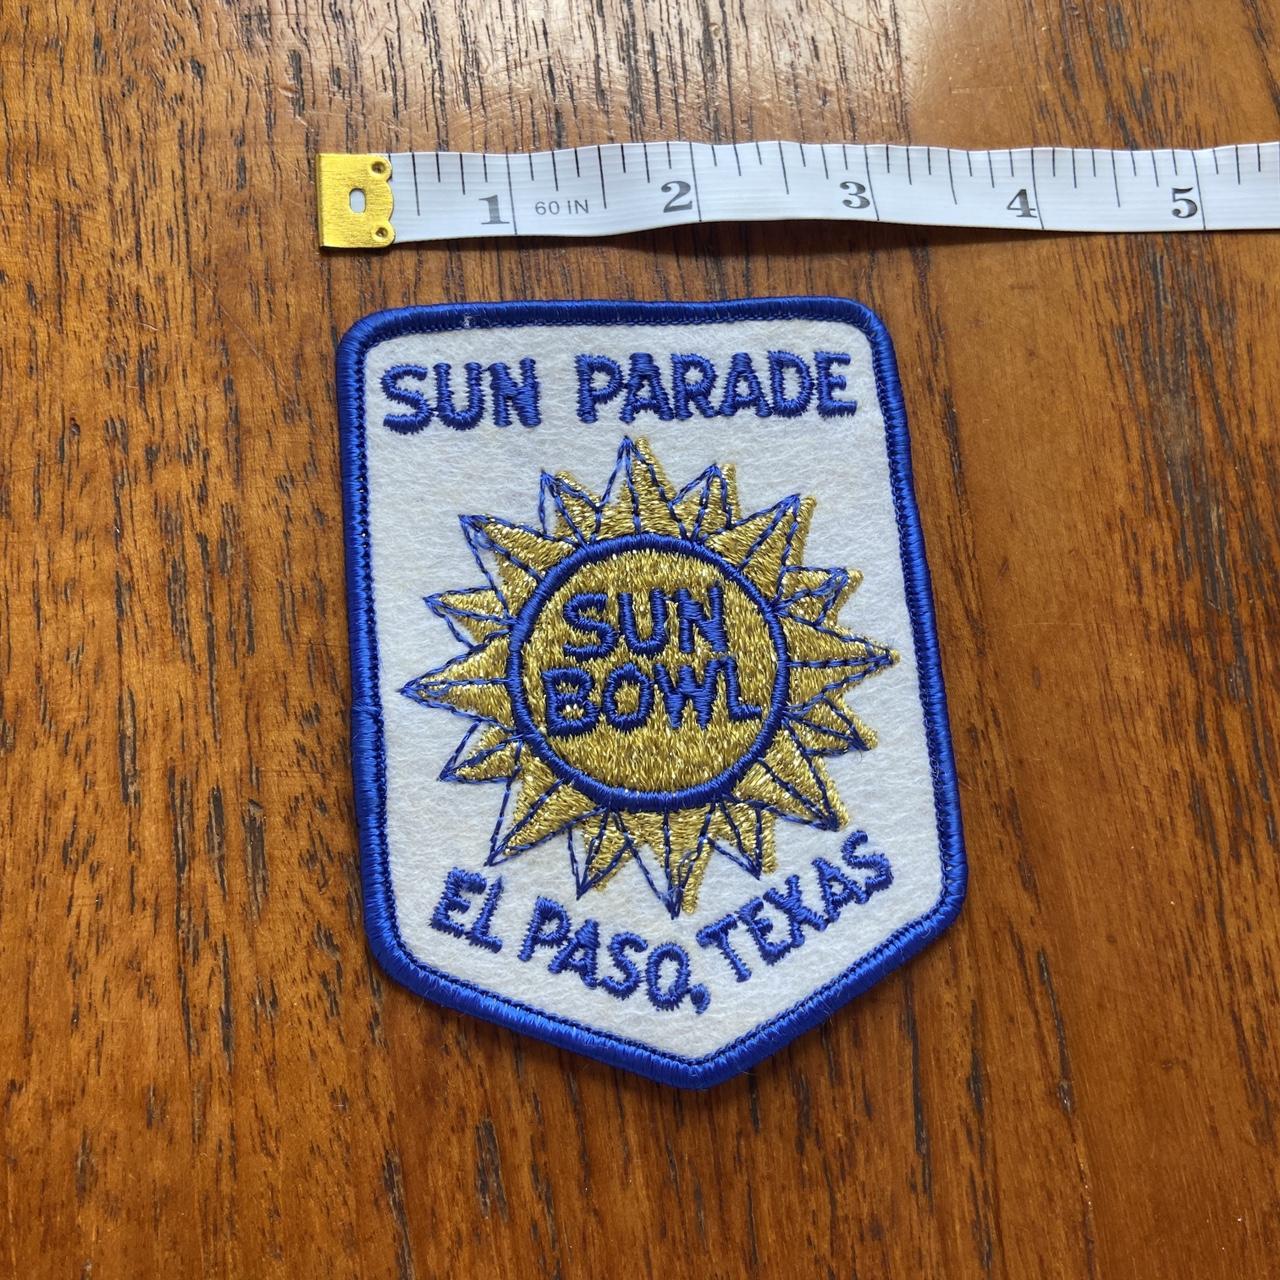 1 60 IN 2 3 4 5
SUN PARADE
SUN
BOWL
EL PASO, TEXAS